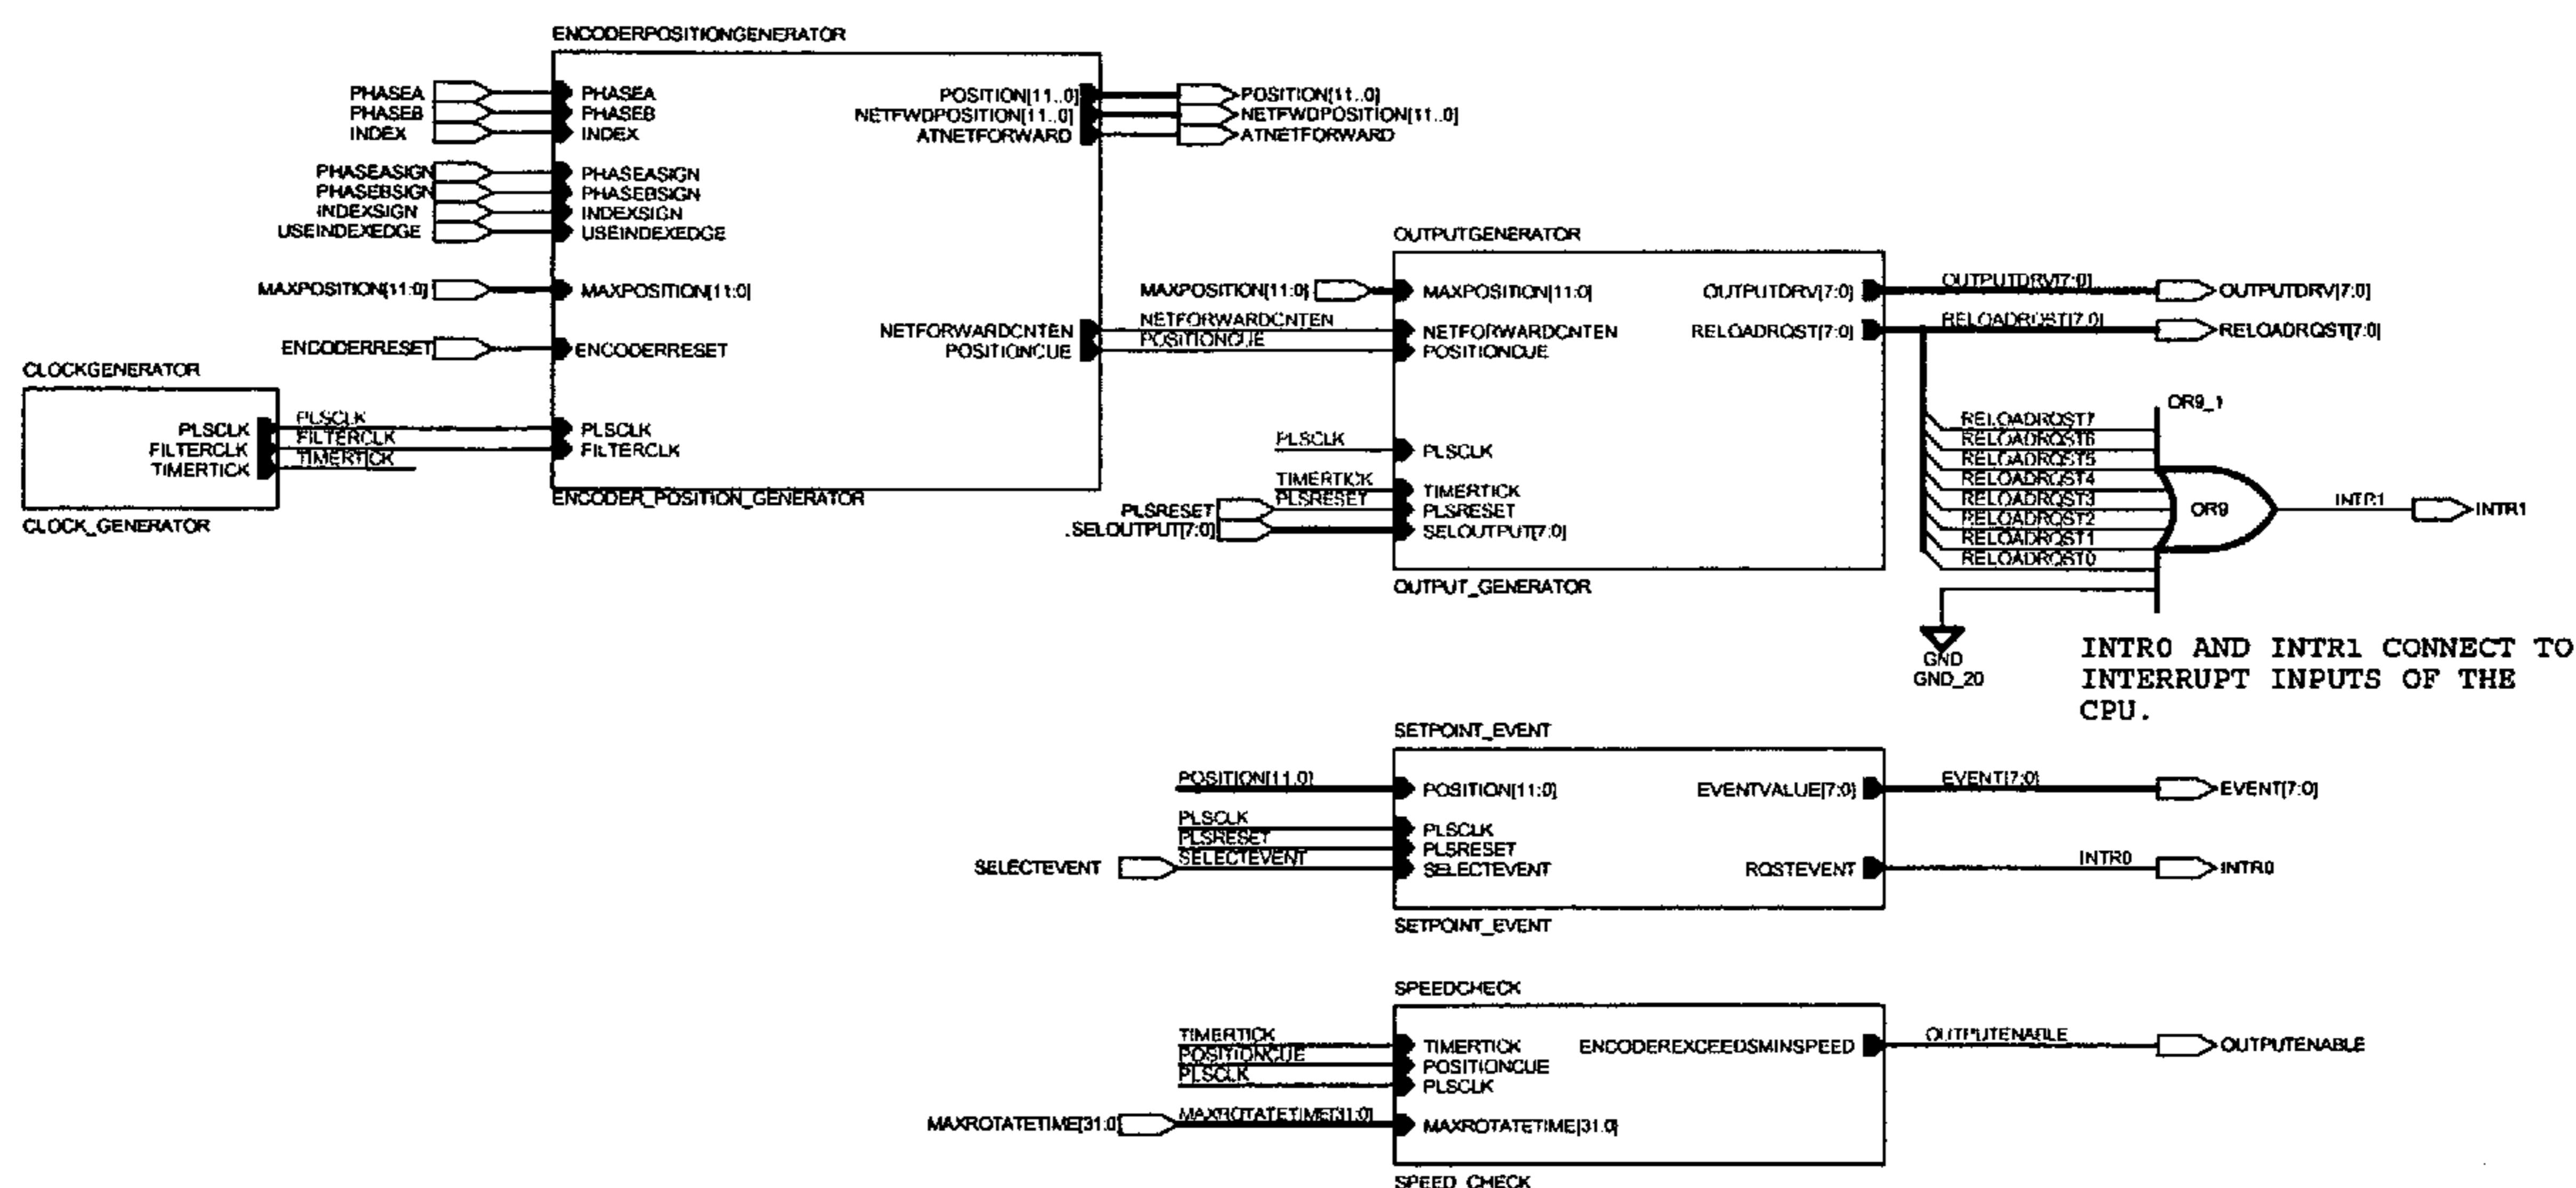 ENCODERPOSITIONGENERATOR
PHASEA
PHASEB
INDEX
PHASEASIGN
PHASEBSIGN
INDEXSIGN
USEINDEXEDGE
MAXPOSITION[11:0]
ENCODERRESET
PHASEA
PHASEB
INDEX
PHASEASIGN
PHASEBSIGN
INDEXSIGN
USEINDEXEDGE
MAXPOSITION[11:0]
ENCODERRESET
PLSCLK
FILTERCLK
POSITION[11..0]
NETFWDPOSITION[11..0]
ATNETFORWARD
NETFORWARDCNTEN
POSITIONCUE
ENCODER_POSITION_GENERATOR
POSITION[11..0]
NETFWDPOSITION[11..0]
ATNETFORWARD
CLOCKGENERATOR
PLSCLK
FILTERCLK
TIMERTICK
PLSCLK
FILTERCLK
TIMERTICK
CLOCK_GENERATOR
OUTPUTGENERATOR
MAXPOSITION[11:0]
NETFORWARDCNTEN
POSITIONCUE
PLSCLK
TIMERTICK
PLSRESET
PLSRESET
SELOUTPUT[7:0]
MAXPOSITION[11:0]
NETFORWARDCNTEN
POSITIONCUE
PLSCLK
TIMERTICK
PLSRESET
SELOUTPUT[7:0]
OUTPUTDRV[7:0]
RELOADRQST[7:0]
OUTPUT_GENERATOR
OUTPUTDRV[7:0]
RELOADRQST[7:0]
OUTPUTDRV[7:0]
RELOADRQST[7:0]
OR9_1
RELOADRQST7
RELOADRQST6
RELOADRQST5
RELOADRQST4
RELOADRQST3
RELOADRQST2
RELOADRQST1
RELOADRQST0
OR9
INTR1
INTR1
GND
GND_20
INTR0 AND INTR1 CONNECT TO
INTERRUPT INPUTS OF THE
CPU.
SETPOINT_EVENT
POSITION[11:0]
PLSCLK
PLSRESET
SELECTEVENT
SELECTEVENT
POSITION[11:0]
PLSCLK
PLSRESET
SELECTEVENT
EVENTVALUE[7:0]
RQSTEVENT
EVENT[7:0]
EVENT[7:0]
INTR0
INTR0
SETPOINT_EVENT
SPEEDCHECK
TIMERTICK
POSITIONCUE
PLSCLK
MAXROTATETIME[31:0]
MAXROTATETIME[31:0]
TIMERTICK
POSITIONCUE
PLSCLK
MAXROTATETIME[31:0]
ENCODEREXCEEDSMINSPEED
OUTPUTENABLE
OUTPUTENABLE
SPEED_CHECK